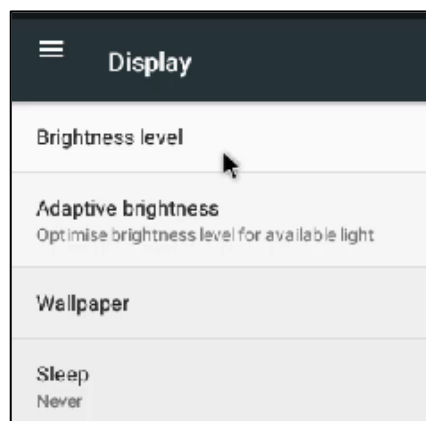 Display
Brightness level
Adaptive brightness
Optimise brightness level for available light
Wallpaper
Sleep
Never